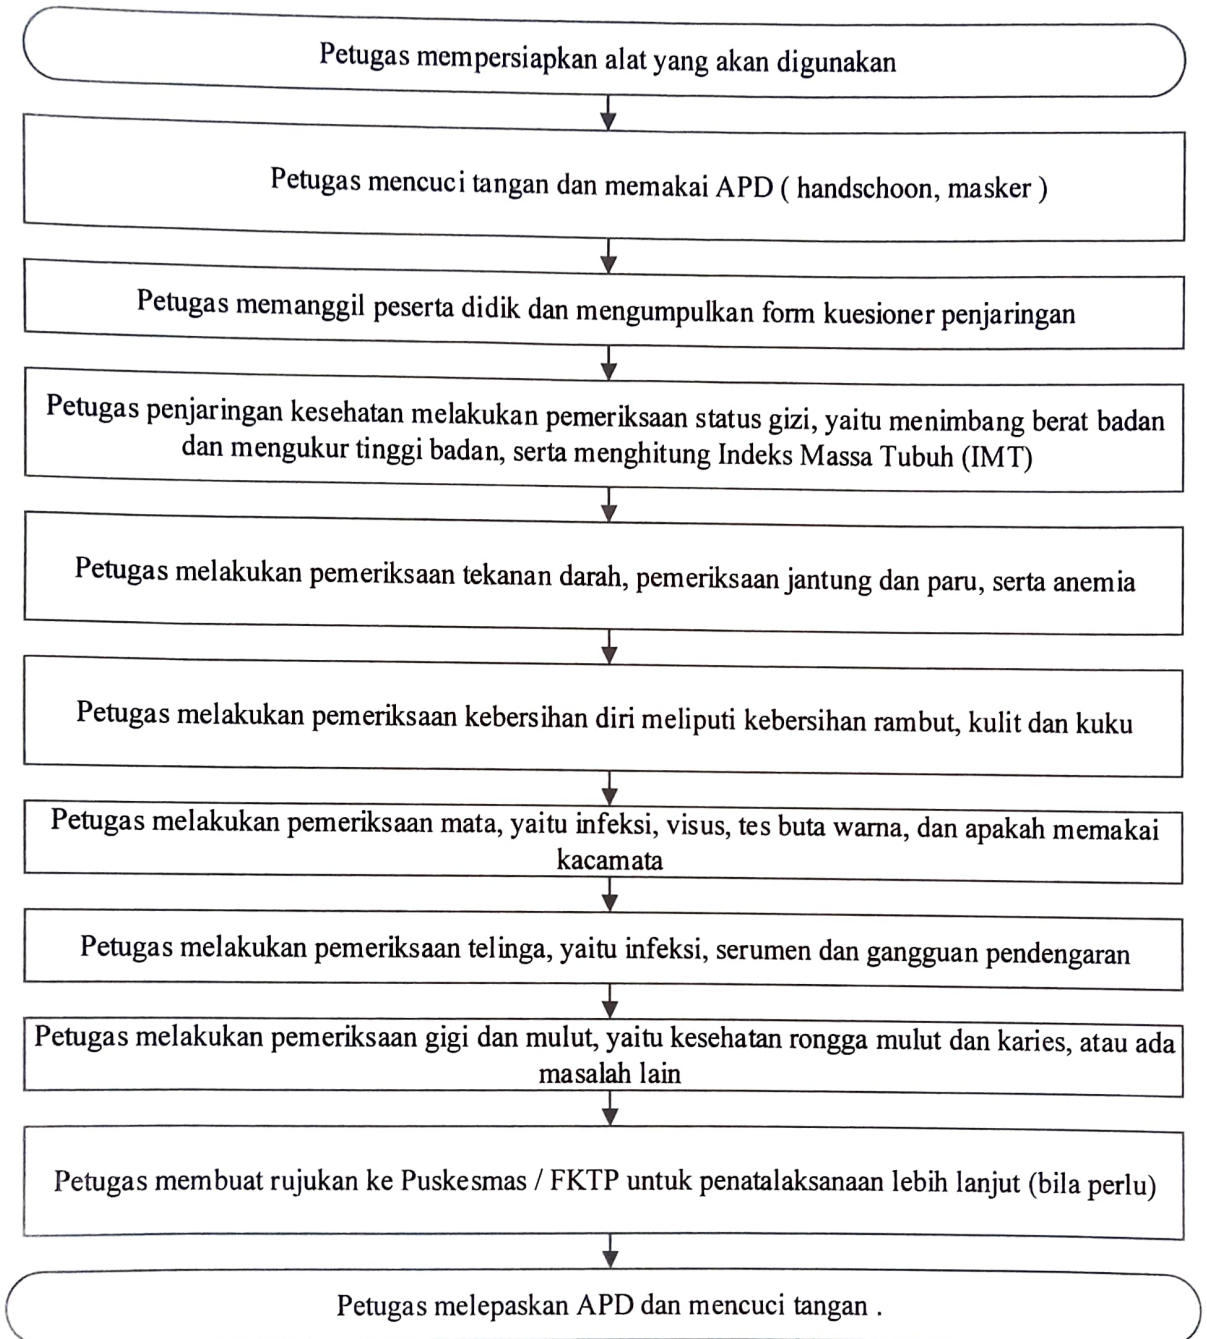 Petugas mempersiapkan alat yang akan digunakan
Petugas mencuci tangan dan memakai APD ( handschoon, masker )
Petugas memanggil peserta didik dan mengumpulkan form kuesioner penjaringan
Petugas penjaringan kesehatan melakukan pemeriksaan status gizi, yaitu menimbang berat badan
dan mengukur tinggi badan, serta menghitung Indeks Massa Tubuh (IMT)
Petugas melakukan pemeriksaan tekanan darah, pemeriksaan jantung dan paru, serta anemia
Petugas melakukan pemeriksaan kebersihan diri meliputi kebersihan rambut, kulit dan kuku
Petugas melakukan pemeriksaan mata, yaitu infeksi, visus, tes buta warna, dan apakah memakai
kacamata
Petugas melakukan pemeriksaan telinga, yaitu infeksi, serumen dan gangguan pendengaran
Petugas melakukan pemeriksaan gigi dan mulut, yaitu kesehatan rongga mulut dan karies, atau ada
masalah lain
Petugas membuat rujukan ke Puskesmas / FKTP untuk penatalaksanaan lebih lanjut (bila perlu)
Petugas melepaskan APD dan mencuci tangan .